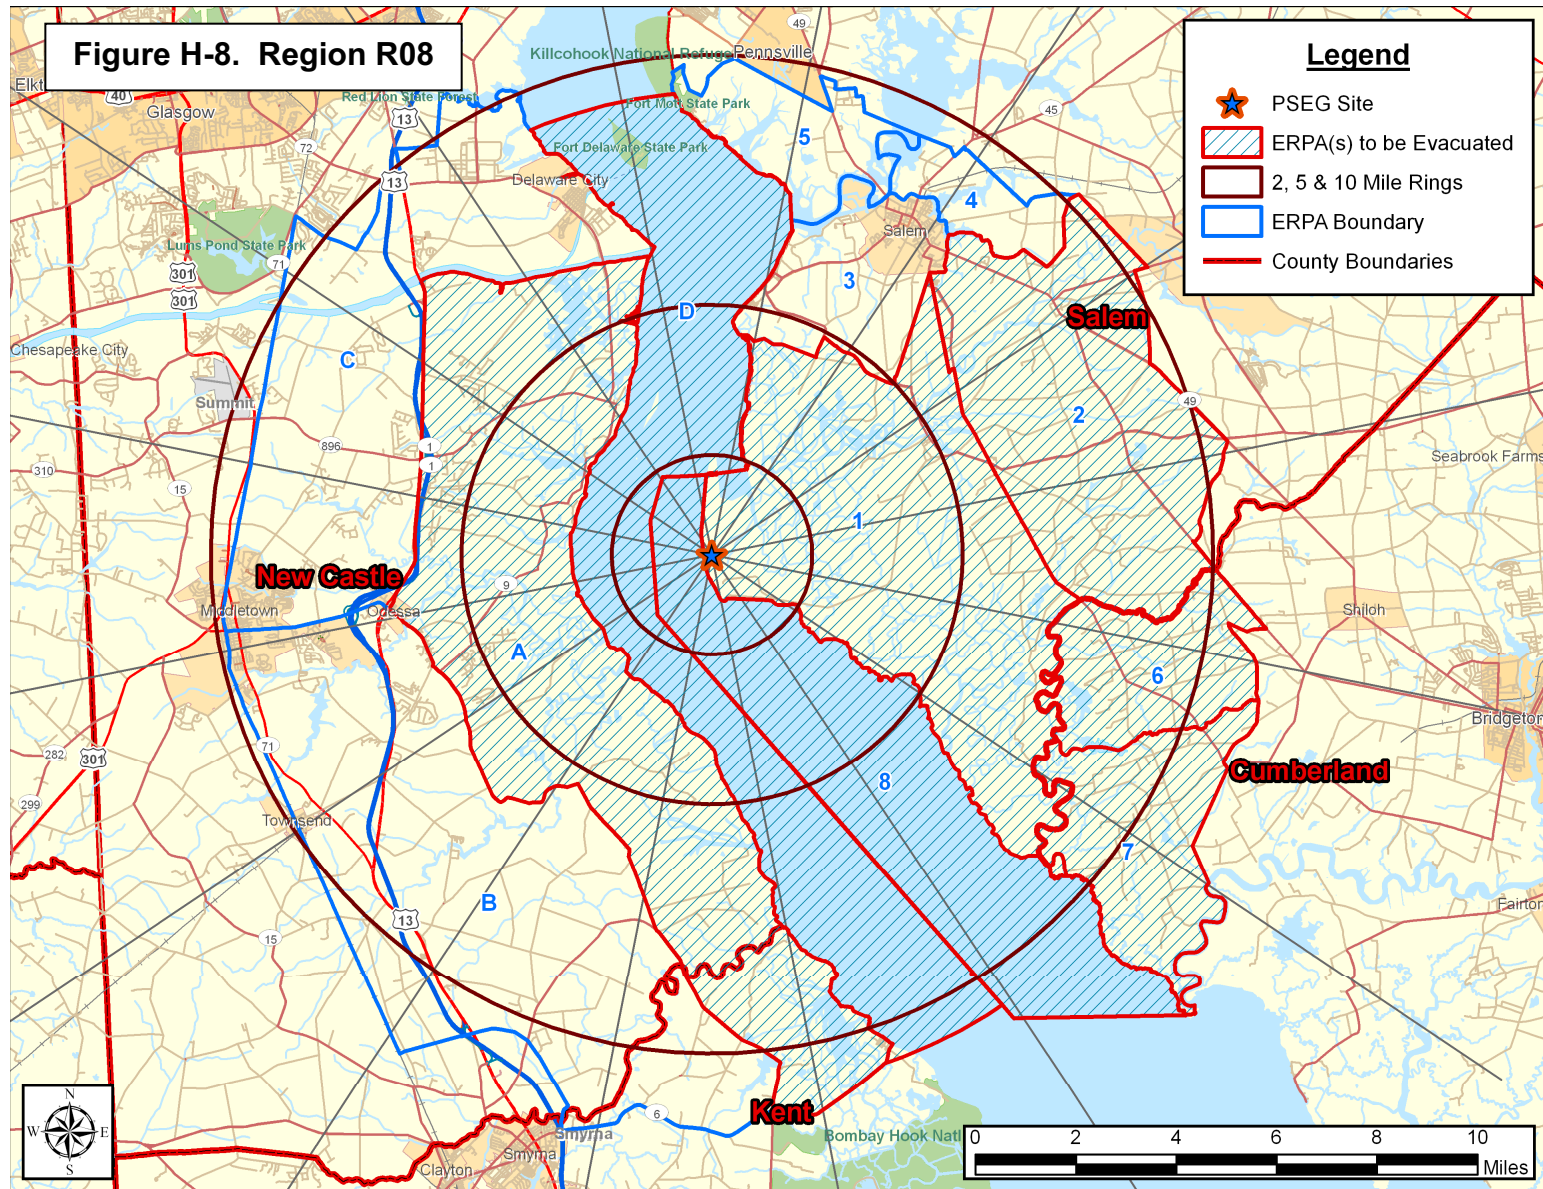 Figure H-8. Region R08
Legend
PSEG Site
ERPA(s) to be Evacuated
2, 5 & 10 Mile Rings
ERPA Boundary
County Boundaries
Killcohook National Refuge
Pennsville
49
Elkt
40
Glasgow
Red Lion State Forest
Fort Mott State Park
13
45
5
72
Fort Delaware State Park
Delaware City
13
4
Salem
Lums Pond State Park
71
301
301
3
D
Salem
Chesapeake City
C
Summit
49
2
896
1
1
310
15
Seabrook Farms
1
New Castle
9
Middletown
Odessa
Shiloh
A
6
Bridgeton
71
282
301
8
Cumberland
299
Townsend
7
B
13
Fairton
15
Kent
6
Smyrna
Smyrna
Clayton
Bombay Hook Nati
N
W
E
S
0
2
4
6
8
10
Miles